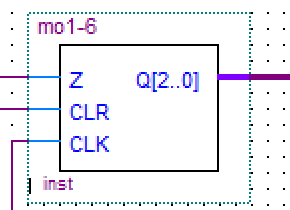 mo1-6
Z Q[2..0]
CLR
CLK
inst